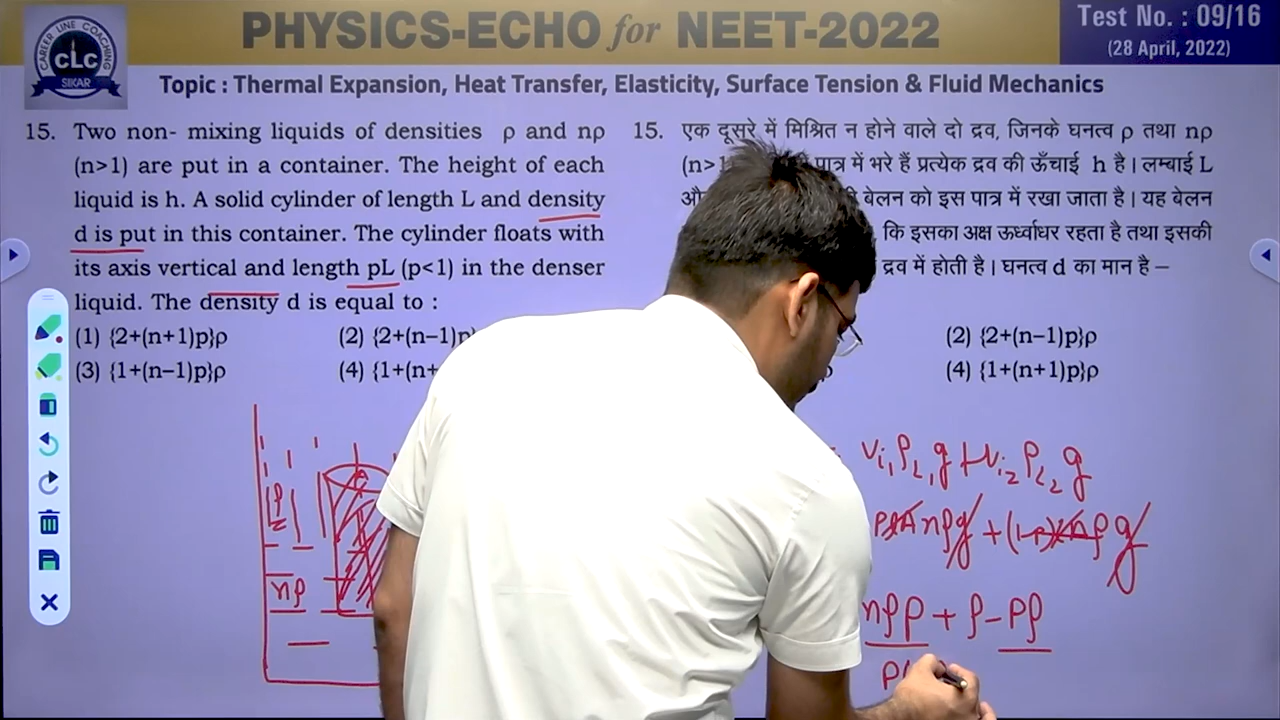 PHYSICS-ECHO for NEET-2022
Test No. : 09/16
(28 April, 2022)
CAREER LINE COACHING
CLC
SIKAR
Topic : Thermal Expansion, Heat Transfer, Elasticity, Surface Tension & Fluid Mechanics
15. Two non- mixing liquids of densities ρ and nρ
(n>1) are put in a container. The height of each
liquid is h. A solid cylinder of length L and density
d is put in this container. The cylinder floats with
its axis vertical and length pL (p<1) in the denser
liquid. The density d is equal to :
(1) {2+(n+1)p}ρ (2) {2+(n–1)p
(3) {1+(n–1)p}ρ (4) {1+(n+
15. एक दूसरे में मिश्रित न होने वाले दो द्रव, जिनके घनत्व ρ तथा nρ
(n>1 पात्र में भरे हैं प्रत्येक द्रव की ऊँचाई h है। लम्बाई L
बेलन को इस पात्र में रखा जाता है। यह बेलन
कि इसका अक्ष ऊर्ध्वाधर रहता है तथा इसकी
द्रव में होती है। घनत्व d का मान है –
(2) {2+(n–1)p}ρ
(4) {1+(n+1)p}ρ
ρ
nρ
nρp + ρ – pρ